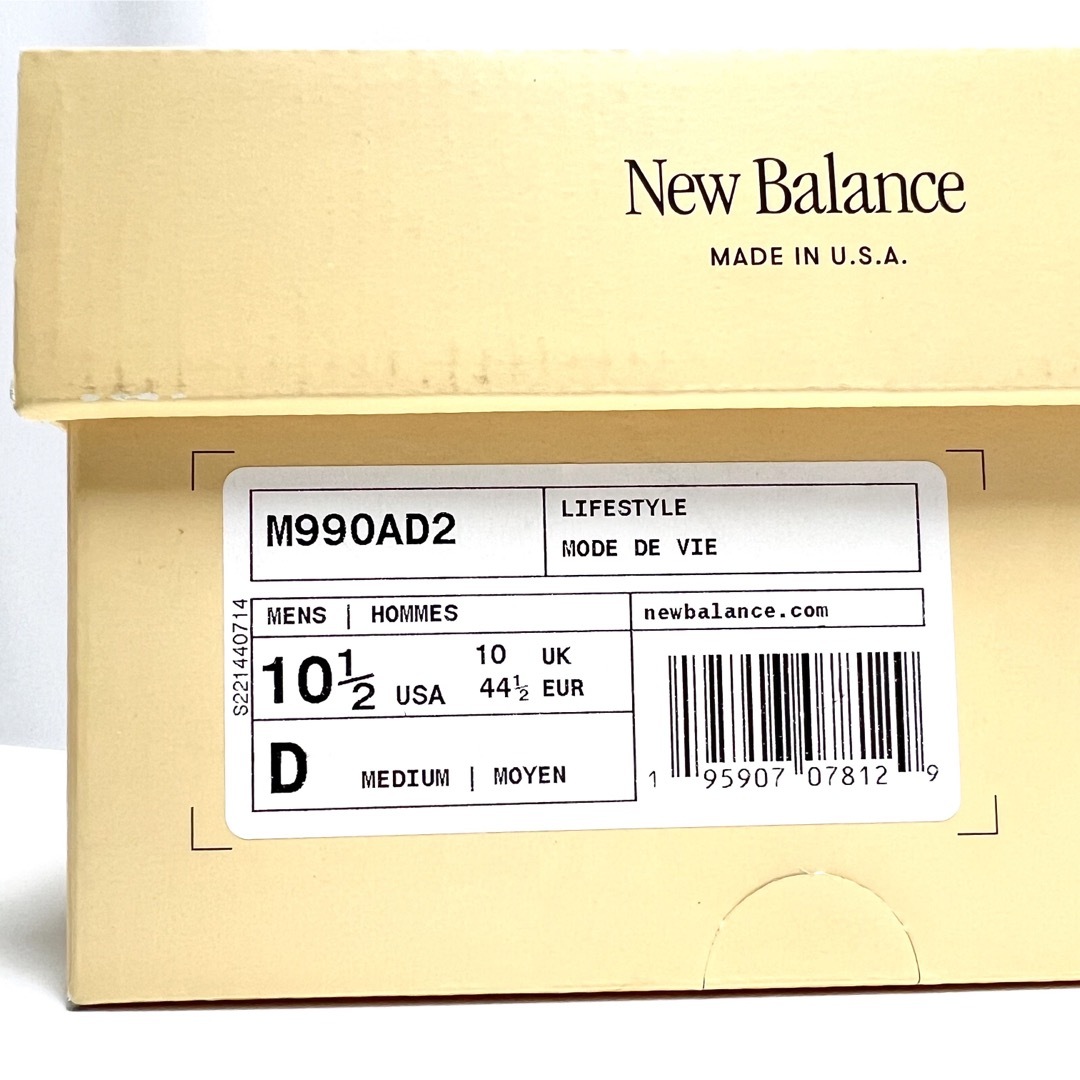 New Balance
MADE IN U.S.A.
M990AD2
LIFESTYLE
MODE DE VIE
S221440714
MENS | HOMMES
newbalance.com
10½ USA
10 UK
44½ EUR
D MEDIUM | MOYEN
1 95907 07812 9